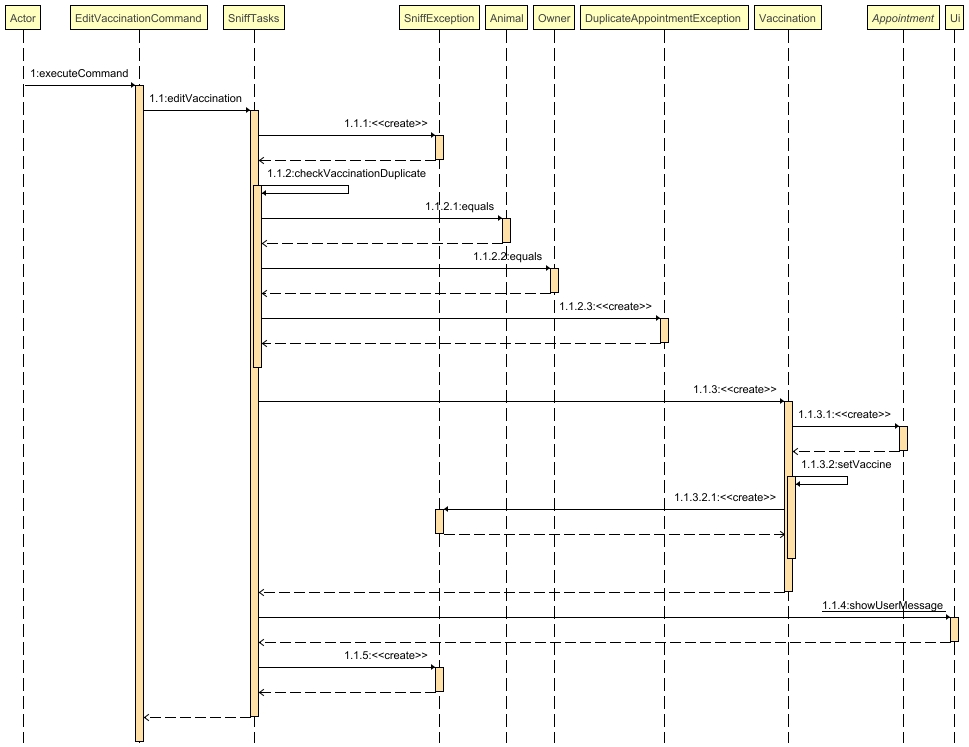 Actor
EditVaccinationCommand
SniffTasks
SniffException
Animal
Owner
DuplicateAppointmentException
Vaccination
Appointment
Ui
1:executeCommand
1.1:editVaccination
1.1.1:<<create>>
1.1.2:checkVaccinationDuplicate
1.1.2.1:equals
1.1.2.2:equals
1.1.2.3:<<create>>
1.1.3:<<create>>
1.1.3.1:<<create>>
1.1.3.2:setVaccine
1.1.3.2.1:<<create>>
1.1.4:showUserMessage
1.1.5:<<create>>